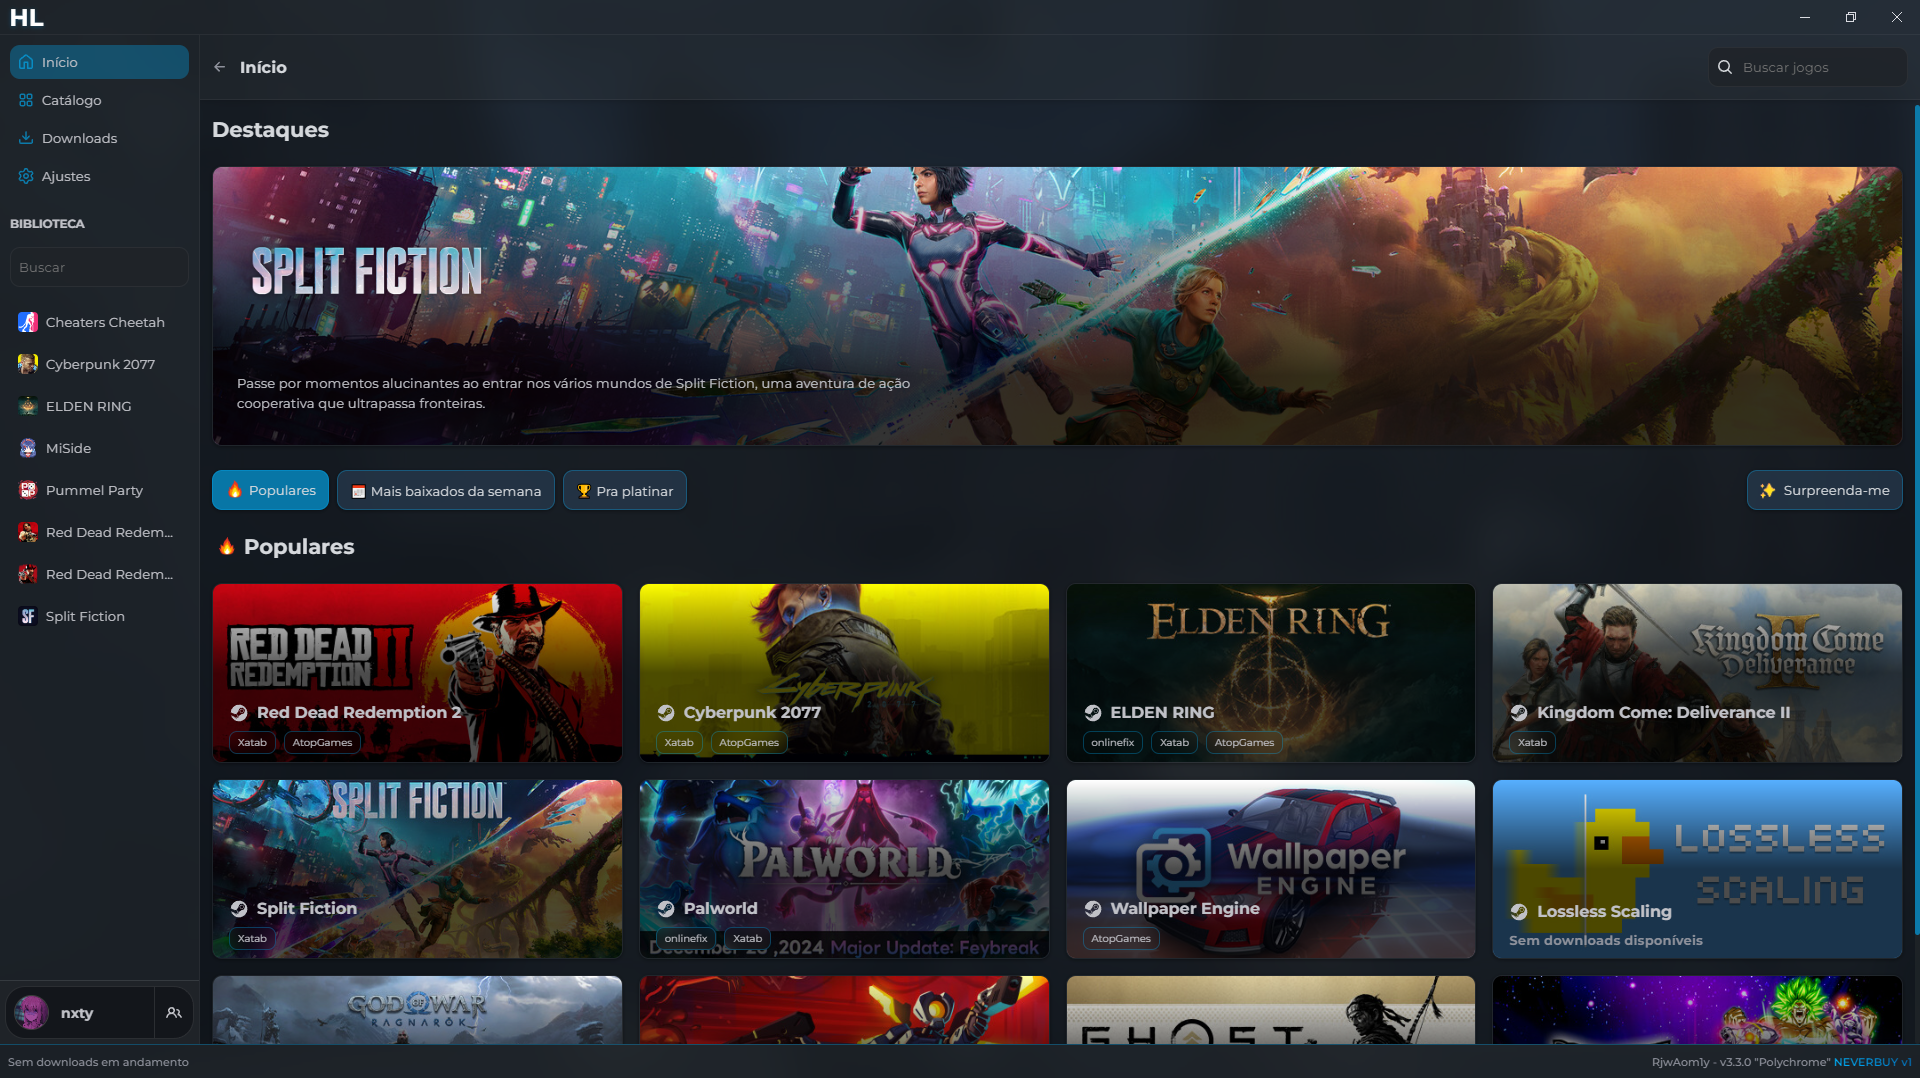 HL
Início
Catálogo
Downloads
Ajustes
BIBLIOTECA
Buscar
Cheaters Cheetah
Cyberpunk 2077
ELDEN RING
MiSide
Pummel Party
Red Dead Redem...
Red Dead Redem...
Split Fiction
nxty
Início
Buscar jogos
Destaques
SPLIT FICTION
Passe por momentos alucinantes ao entrar nos vários mundos de Split Fiction, uma aventura de ação
cooperativa que ultrapassa fronteiras.
Populares
Mais baixados da semana
Pra platinar
Surpreenda-me
Populares
RED DEAD
REDEMPTION II
Red Dead Redemption 2
Xatab
AtopGames
CYBERPUNK
Cyberpunk 2077
Xatab
AtopGames
ELDEN RING
ELDEN RING
onlinefix
Xatab
AtopGames
Kingdom Come
Deliverance
II
Kingdom Come: Deliverance II
Xatab
SPLIT FICTION
Split Fiction
Xatab
PALWORLD
Palworld
onlinefix
Xatab
,2024 Major Update: Feybreak
Wallpaper
ENGINE
Wallpaper Engine
AtopGames
LOSSLESS
SCALING
Lossless Scaling
Sem downloads disponíveis
GOD OF WAR
RAGNARÖK
GHOST
Sem downloads em andamento
RjwAom1y - v3.3.0 "Polychrome" NEVERBUY v1